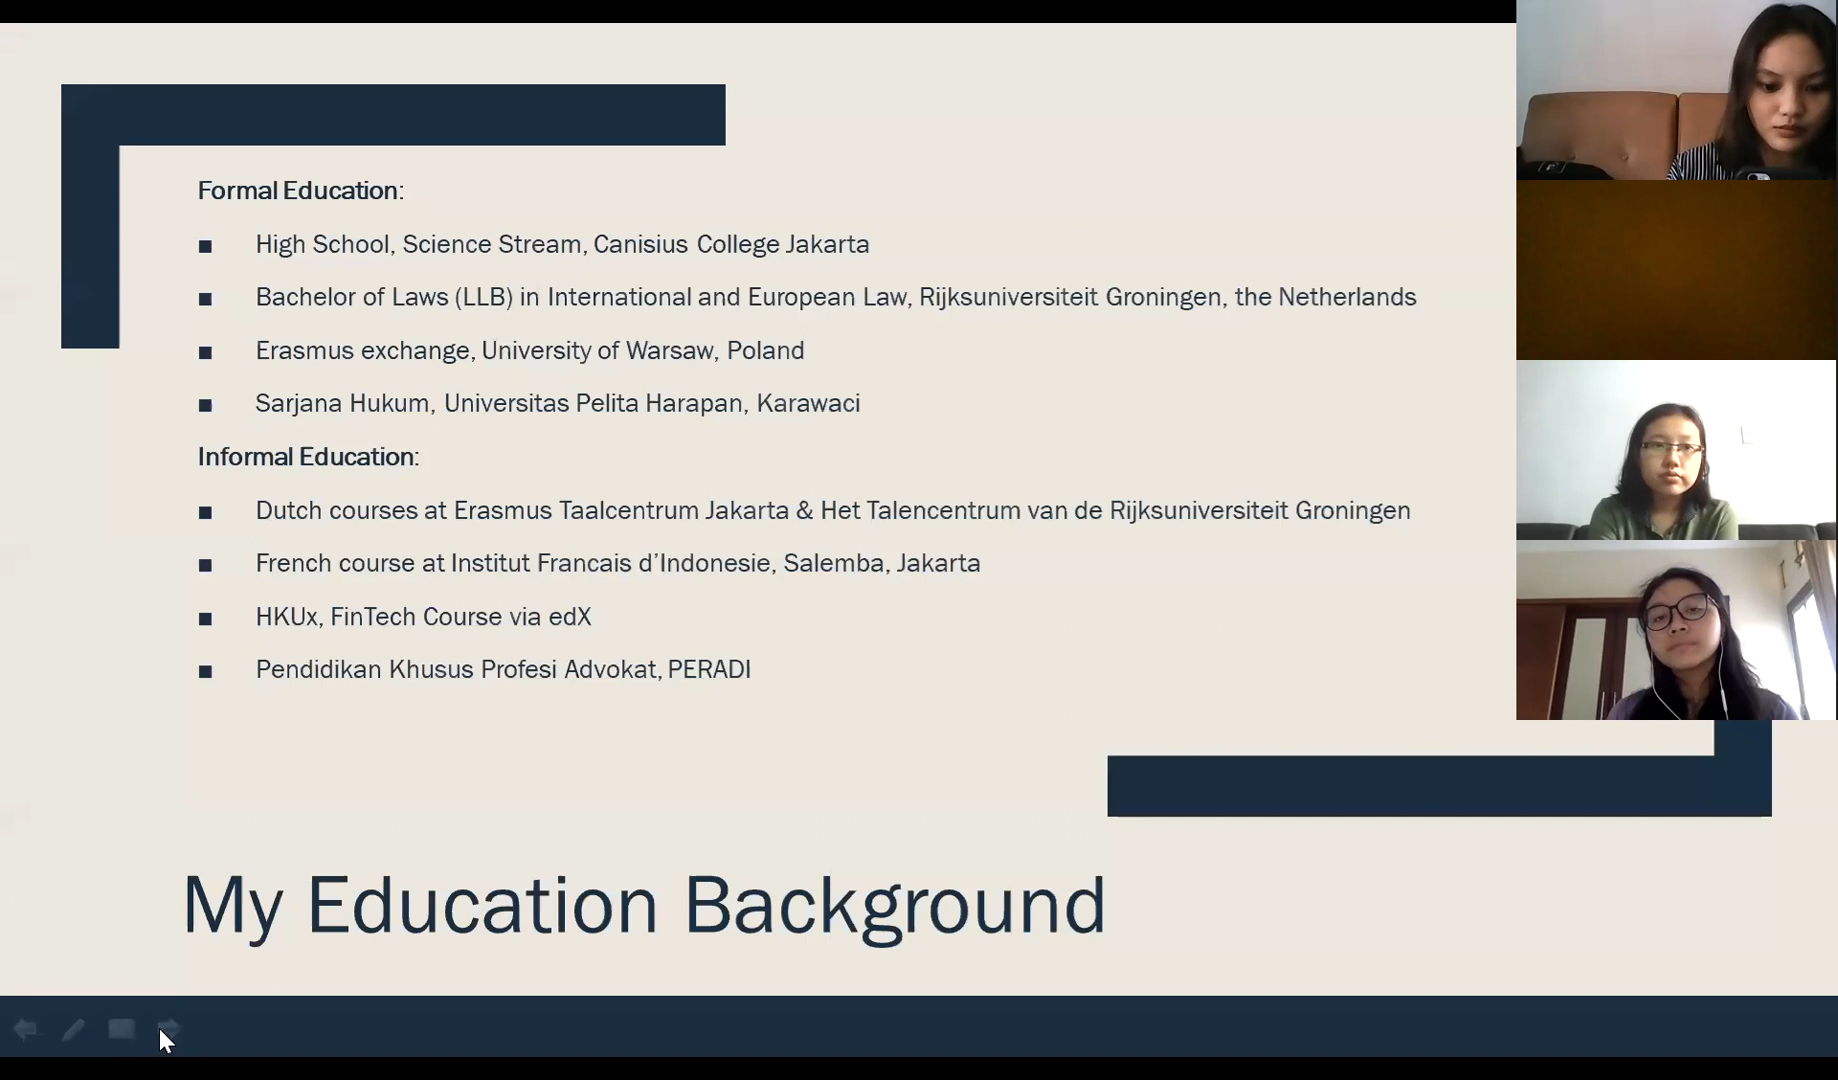 Formal Education:
■ High School, Science Stream, Canisius College Jakarta
■ Bachelor of Laws (LLB) in International and European Law, Rijksuniversiteit Groningen, the Netherlands
■ Erasmus exchange, University of Warsaw, Poland
■ Sarjana Hukum, Universitas Pelita Harapan, Karawaci
Informal Education:
■ Dutch courses at Erasmus Taalcentrum Jakarta & Het Talencentrum van de Rijksuniversiteit Groningen
■ French course at Institut Francais d’Indonesie, Salemba, Jakarta
■ HKUx, FinTech Course via edX
■ Pendidikan Khusus Profesi Advokat, PERADI
My Education Background